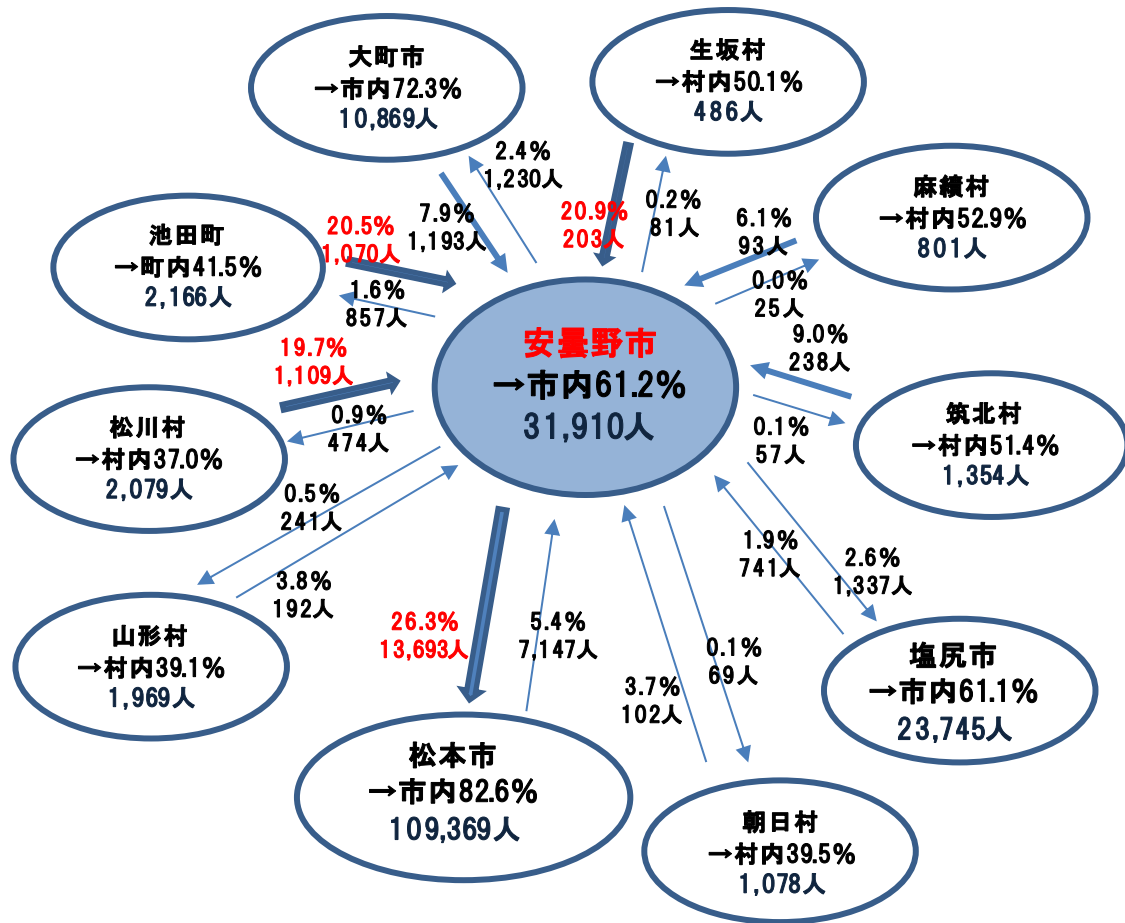 大町市
→市内72.3%
10,869人
生坂村
→村内50.1%
486人
2.4%
1,230人
7.9%
1,193人
20.9%
203人
0.2%
81人
麻績村
→村内52.9%
801人
6.1%
93人
0.0%
25人
池田町
→町内41.5%
2,166人
20.5%
1,070人
1.6%
857人
安曇野市
→市内61.2%
31,910人
9.0%
238人
0.1%
57人
筑北村
→村内51.4%
1,354人
19.7%
1,109人
0.9%
474人
松川村
→村内37.0%
2,079人
0.5%
241人
3.8%
192人
山形村
→村内39.1%
1,969人
26.3%
13,693人
5.4%
7,147人
松本市
→市内82.6%
109,369人
3.7%
102人
0.1%
69人
朝日村
→村内39.5%
1,078人
1.9%
741人
2.6%
1,337人
塩尻市
→市内61.1%
23,745人